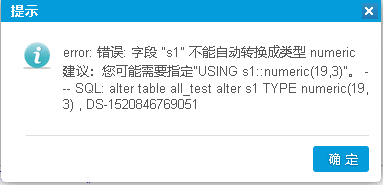 提示
error: 错误: 字段 "s1" 不能自动转换成类型 numeric
建议：您可能需要指定"USING s1::numeric(19,3)"。 -
-- SQL: alter table all_test alter s1 TYPE numeric(19,
3) , DS-1520846769051
确 定